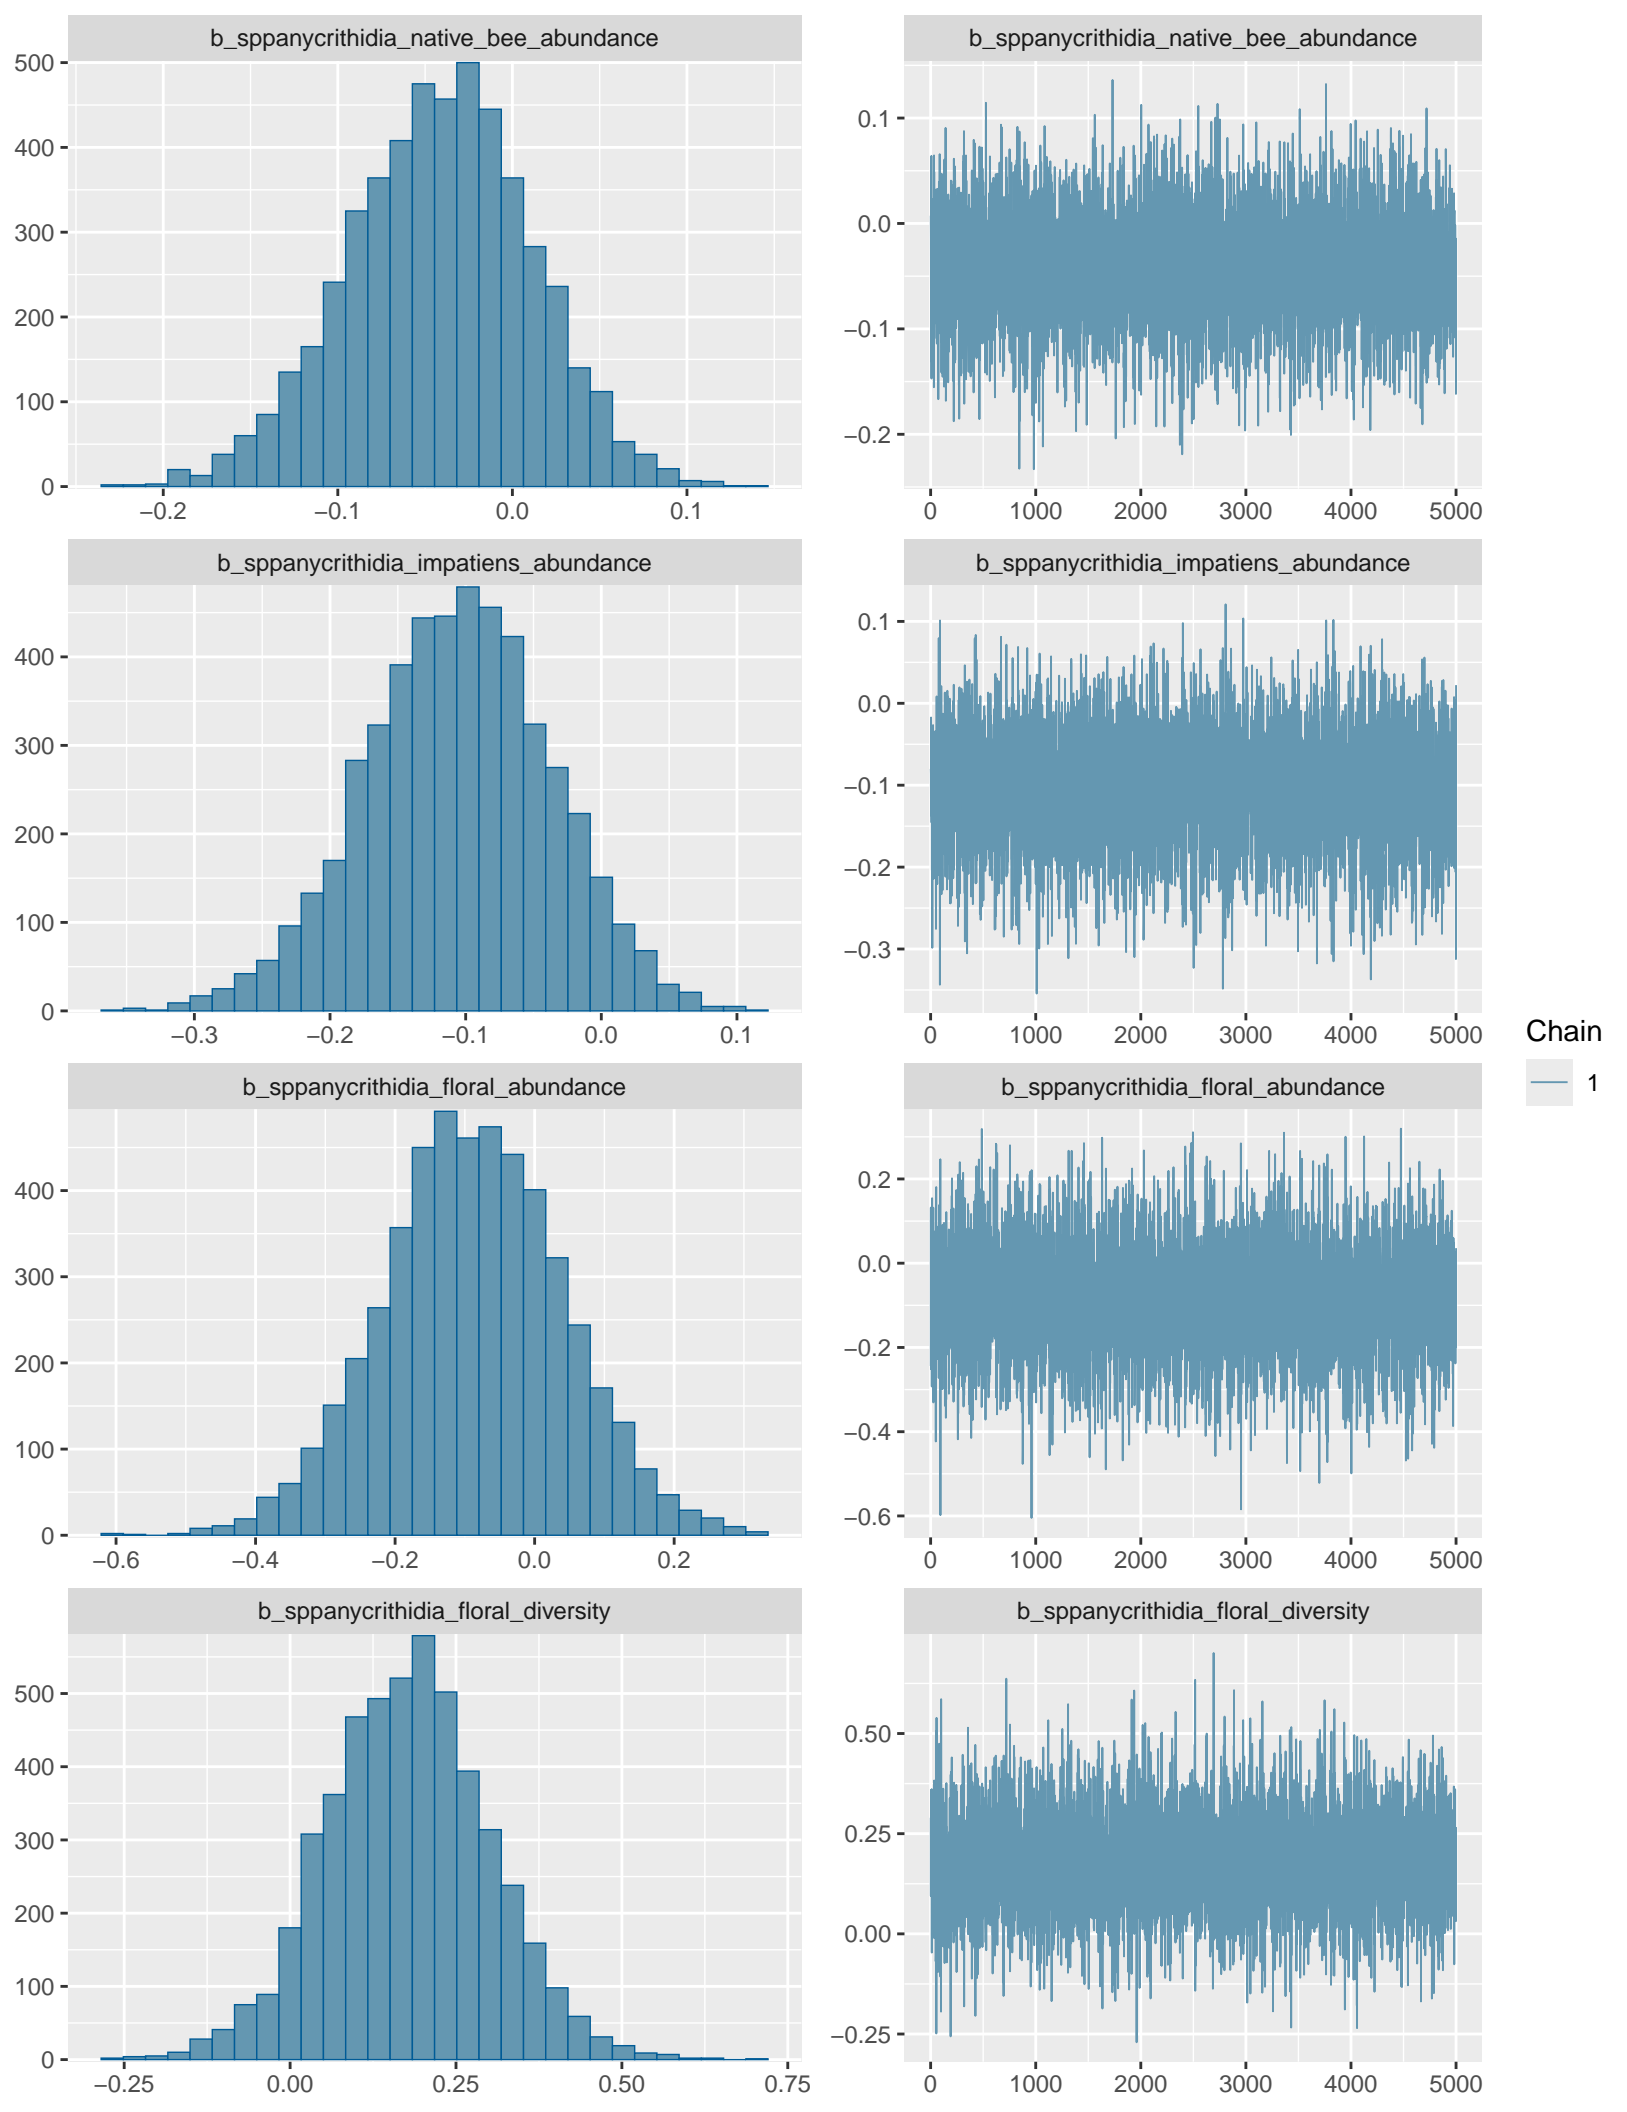 b_sppanycrithidia_native_bee_abundance
500
400
300
200
100
0
−0.2 −0.1 0.0 0.1
b_sppanycrithidia_native_bee_abundance
0.1
0.0
−0.1
−0.2
0 1000 2000 3000 4000 5000
b_sppanycrithidia_impatiens_abundance
400
300
200
100
0
−0.3 −0.2 −0.1 0.0 0.1
b_sppanycrithidia_impatiens_abundance
0.1
0.0
−0.1
−0.2
−0.3
0 1000 2000 3000 4000 5000
b_sppanycrithidia_floral_abundance
400
300
200
100
0
−0.6 −0.4 −0.2 0.0 0.2
b_sppanycrithidia_floral_abundance
0.2
0.0
−0.2
−0.4
−0.6
0 1000 2000 3000 4000 5000
b_sppanycrithidia_floral_diversity
500
400
300
200
100
0
−0.25 0.00 0.25 0.50 0.75
b_sppanycrithidia_floral_diversity
0.50
0.25
0.00
−0.25
0 1000 2000 3000 4000 5000
Chain
1